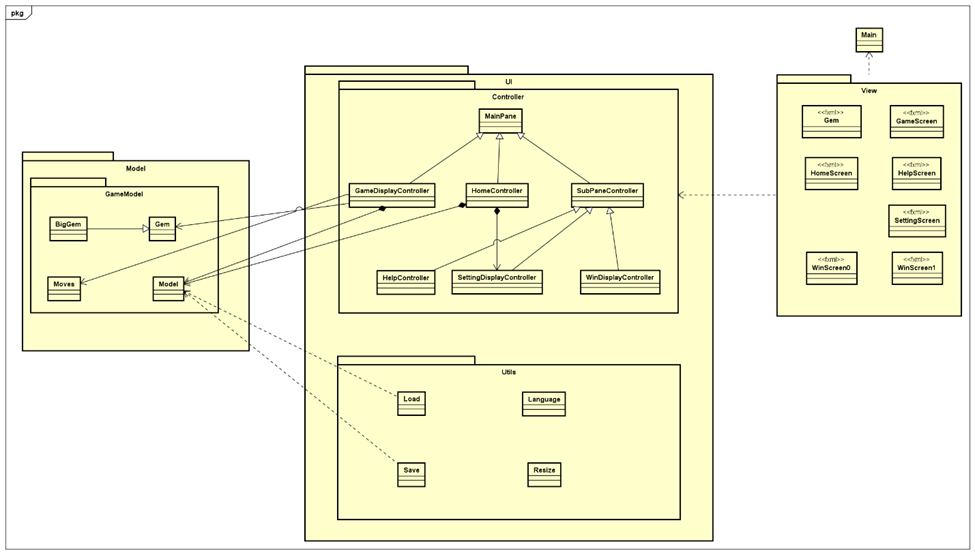 pkg
Main
UI
View
Controller
MainPane
<<fxml>>
Gem
<<fxml>>
GameScreen
Model
GameModel
<<fxml>>
HomeScreen
<<fxml>>
HelpScreen
GameDisplayController
HomeController
SubPaneController
BigGem
Gem
<<fxml>>
SettingScreen
Moves
Model
HelpController
SettingDisplayController
WinDisplayController
<<fxml>>
WinScreen0
<<fxml>>
WinScreen1
Utils
Load
Language
Save
Resize